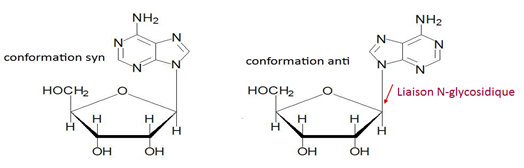 NH₂
N
N
N
N
conformation syn
HOCH₂
O
H
H
H
H
OH
OH
NH₂
N
N
N
N
conformation anti
Liaison N-glycosidique
HOCH₂
O
H
H
H
H
OH
OH